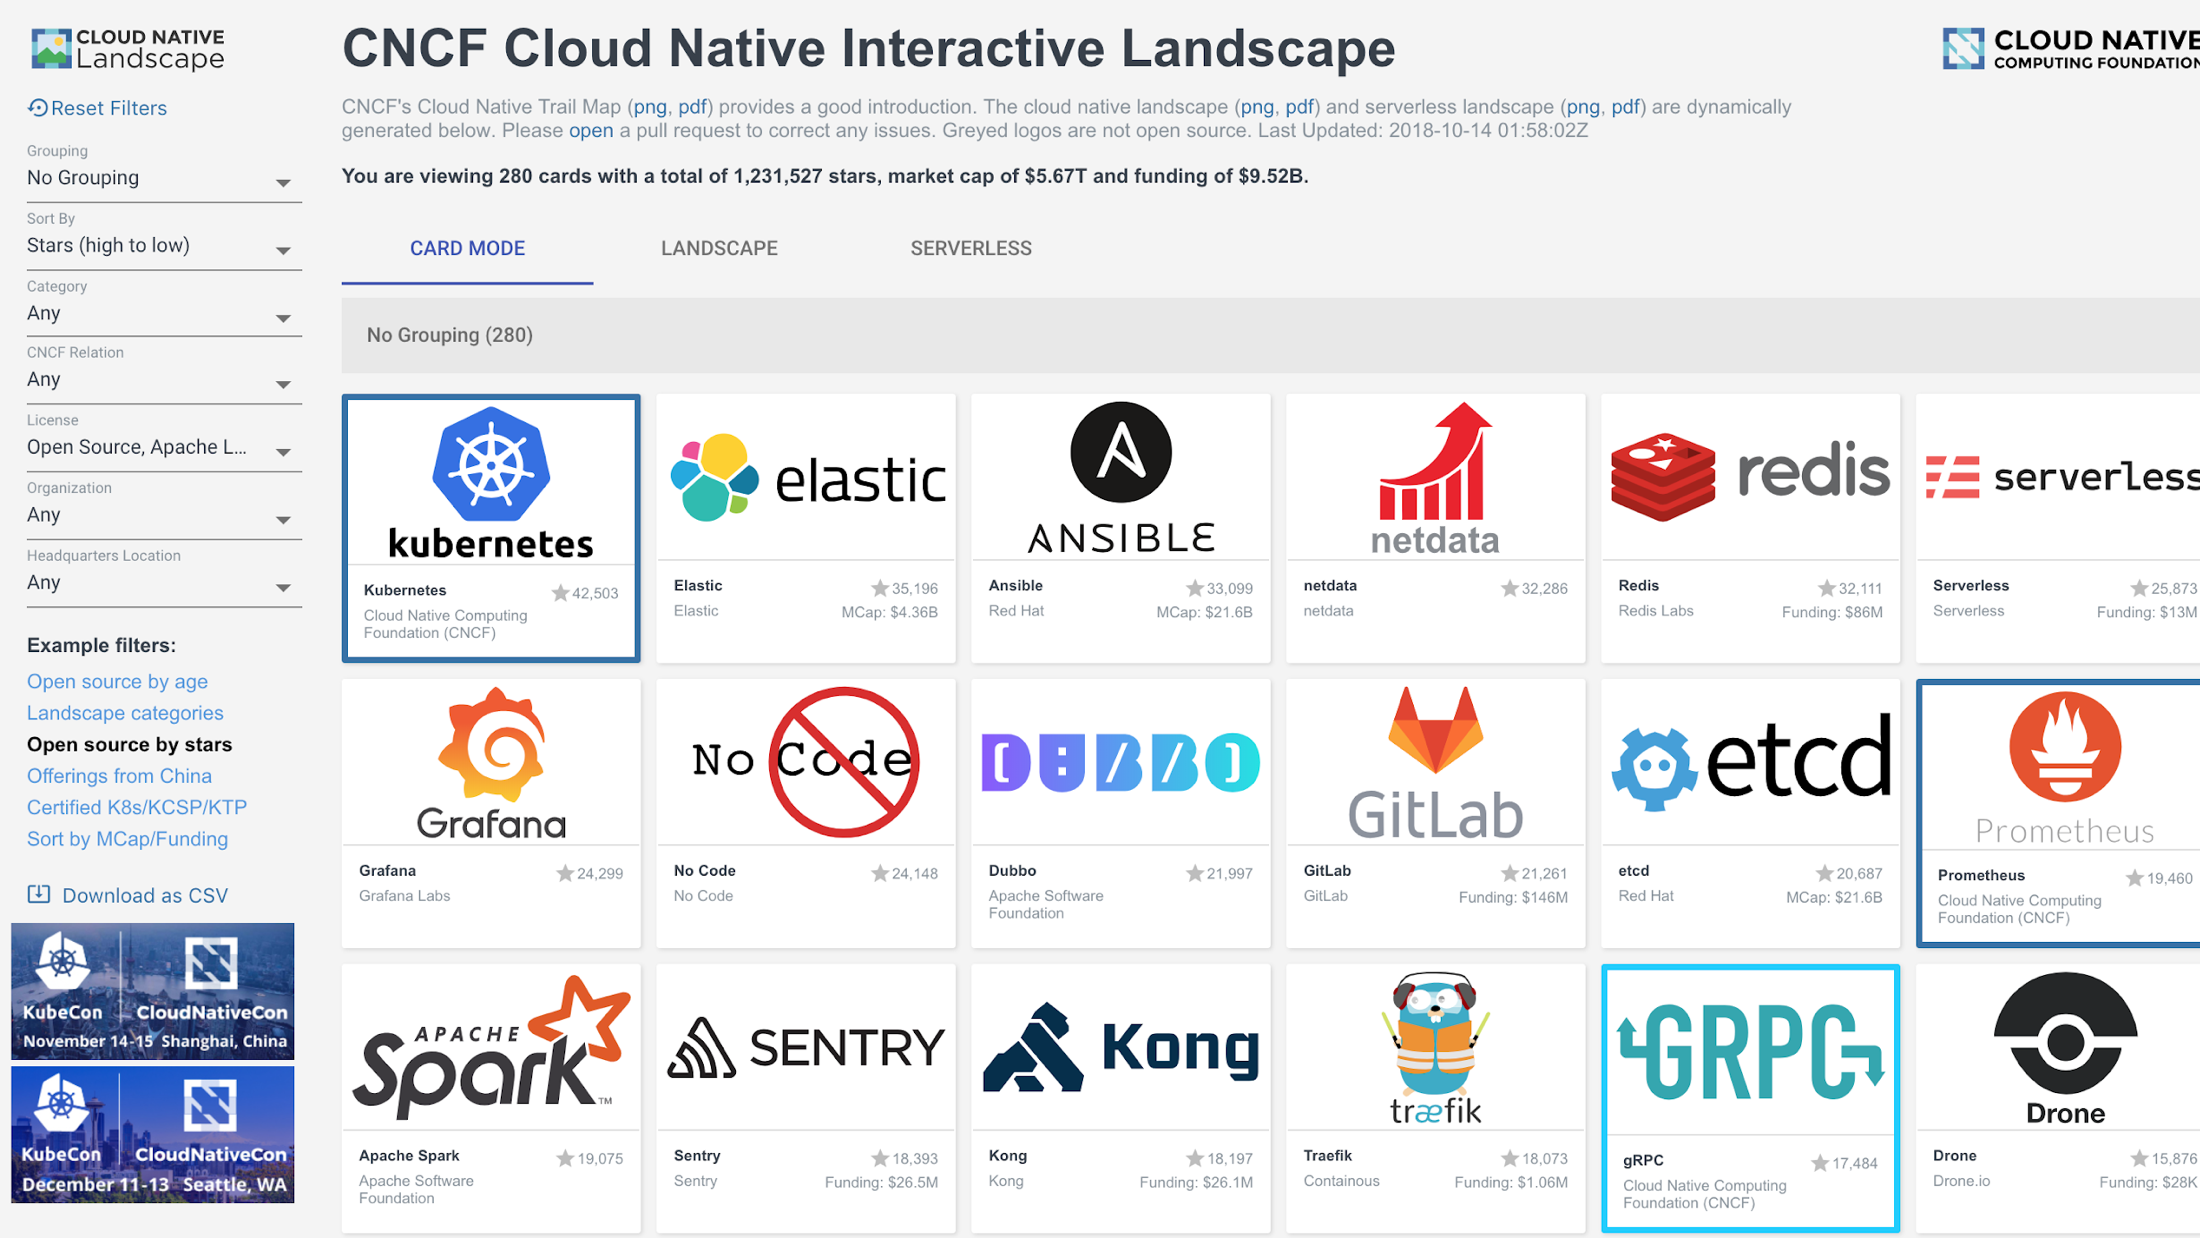 CLOUD NATIVE
Landscape
Reset Filters
Grouping
No Grouping
Sort By
Stars (high to low)
Category
Any
CNCF Relation
Any
License
Open Source, Apache L...
Organization
Any
Headquarters Location
Any
Example filters:
Open source by age
Landscape categories
Open source by stars
Offerings from China
Certified K8s/KCSP/KTP
Sort by MCap/Funding
Download as CSV
KubeCon CloudNativeCon
November 14-15 Shanghai, China
KubeCon CloudNativeCon
December 11-13 Seattle, WA
CNCF Cloud Native Interactive Landscape
CLOUD NATIVE
COMPUTING FOUNDATION
CNCF's Cloud Native Trail Map (png, pdf) provides a good introduction. The cloud native landscape (png, pdf) and serverless landscape (png, pdf) are dynamically
generated below. Please open a pull request to correct any issues. Greyed logos are not open source. Last Updated: 2018-10-14 01:58:02Z
You are viewing 280 cards with a total of 1,231,527 stars, market cap of $5.67T and funding of $9.52B.
CARD MODE LANDSCAPE SERVERLESS
No Grouping (280)
kubernetes
Kubernetes 42,503
Cloud Native Computing
Foundation (CNCF)
elastic
Elastic 35,196
Elastic MCap: $4.36B
ANSIBLE
Ansible 33,099
Red Hat MCap: $21.6B
netdata
netdata 32,286
netdata
redis
Redis 32,111
Redis Labs Funding: $86M
serverless
Serverless 25,873
Serverless Funding: $13M
Grafana
Grafana 24,299
Grafana Labs
No Code
No Code 24,148
No Code
DUBBO
Dubbo 21,997
Apache Software
Foundation
GitLab
GitLab 21,261
GitLab Funding: $146M
etcd
etcd 20,687
Red Hat MCap: $21.6B
Prometheus
Prometheus 19,460
Cloud Native Computing
Foundation (CNCF)
APACHE
Spark™
Apache Spark 19,075
Apache Software
Foundation
SENTRY
Sentry 18,393
Sentry Funding: $26.5M
Kong
Kong 18,197
Kong Funding: $26.1M
træfik
Traefik 18,073
Containous Funding: $1.06M
GRPC
gRPC 17,484
Cloud Native Computing
Foundation (CNCF)
Drone
Drone 15,876
Drone.io Funding: $28K